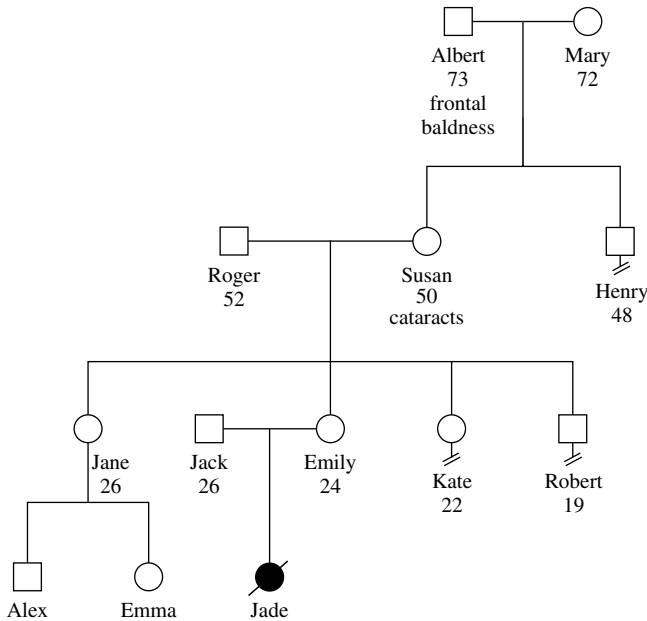 Albert
73
frontal
baldness
Mary
72
Roger
52
Susan
50
cataracts
Henry
48
Jane
26
Jack
26
Emily
24
Kate
22
Robert
19
Alex
Emma
Jade